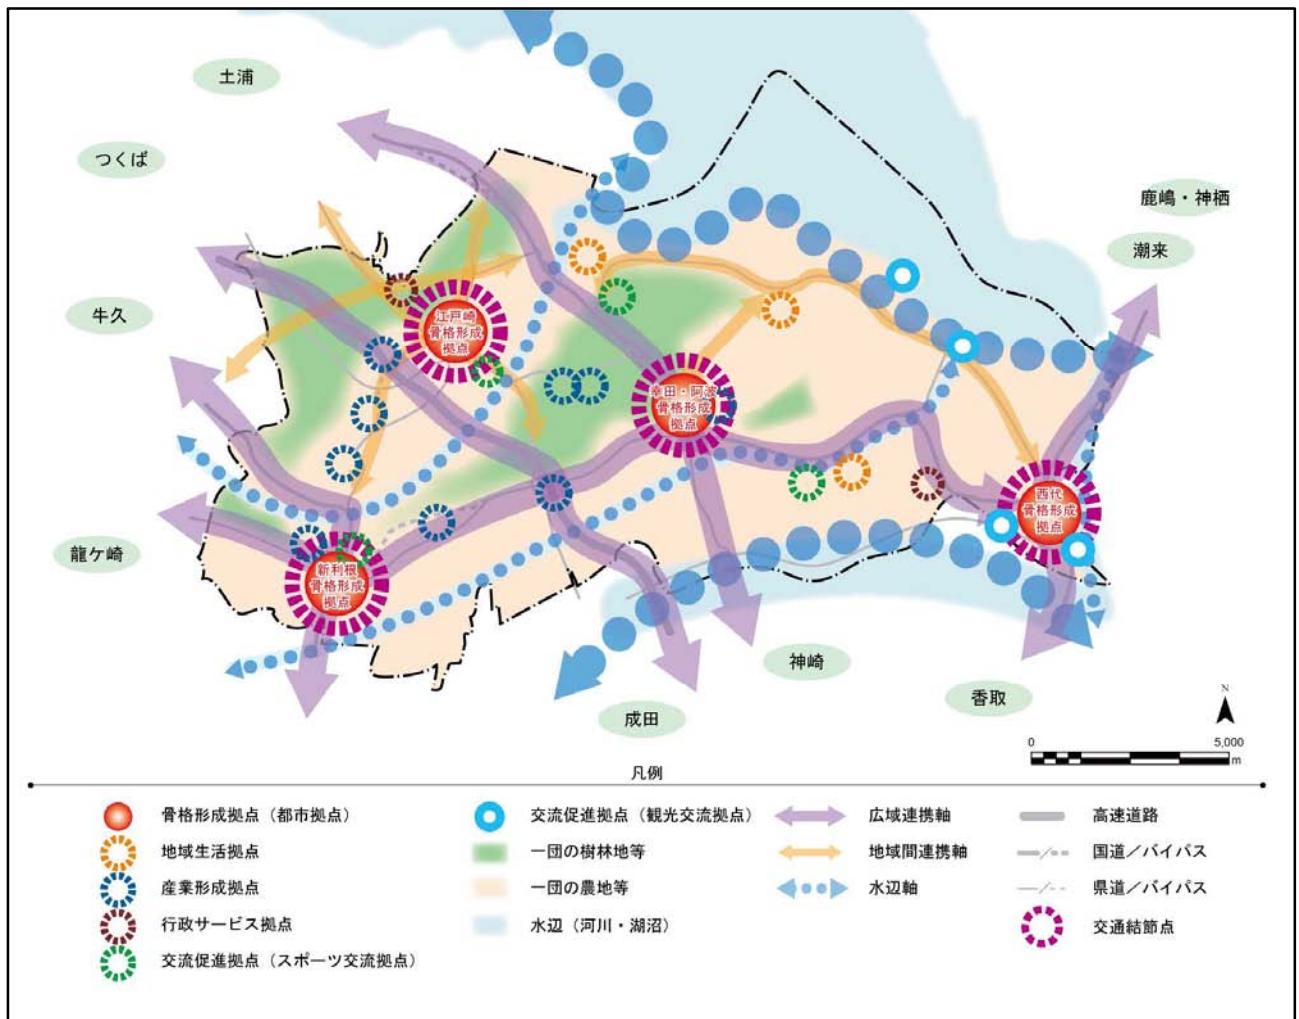 土浦
つくば
鹿嶋・神栖
潮来
牛久
江戸崎
骨格形成
拠点
幸田・阿波
骨格形成
拠点
西代
骨格形成
拠点
龍ケ崎
新利根
骨格形成
拠点
神崎
香取
成田
N
0 5,000
m
凡例
骨格形成拠点（都市拠点）
地域生活拠点
産業形成拠点
行政サービス拠点
交流促進拠点（スポーツ交流拠点）
交流促進拠点（観光交流拠点）
一団の樹林地等
一団の農地等
水辺（河川・湖沼）
広域連携軸
地域間連携軸
水辺軸
高速道路
国道／バイパス
県道／バイパス
交通結節点